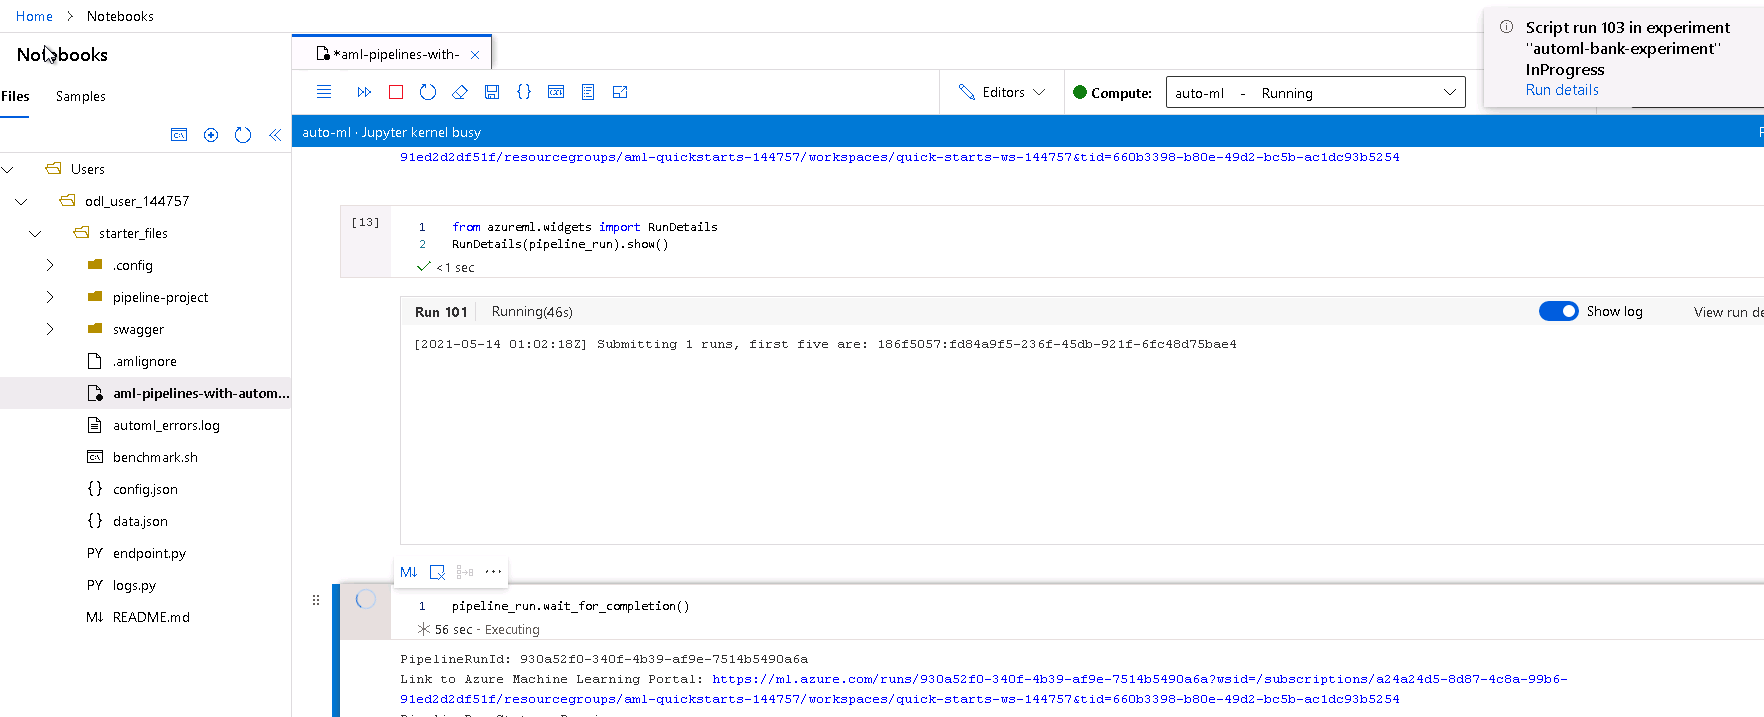 Home > Notebooks
Notebooks
Files Samples
Users
odl_user_144757
starter_files
.config
pipeline-project
swagger
.amlignore
aml-pipelines-with-autom...
automl_errors.log
benchmark.sh
{} config.json
{} data.json
PY endpoint.py
PY logs.py
M↓ README.md
*aml-pipelines-with-
Editors
Compute: auto-ml - Running
Script run 103 in experiment
"automl-bank-experiment"
InProgress
Run details
auto-ml · Jupyter kernel busy
91ed2d2df51f/resourcegroups/aml-quickstarts-144757/workspaces/quick-starts-ws-144757&tid=660b3398-b80e-49d2-bc5b-ac1dc93b5254
[13]
1 from azureml.widgets import RunDetails
2 RunDetails(pipeline_run).show()
<1 sec
Run 101 Running(46s) Show log View run de
[2021-05-14 01:02:18Z] Submitting 1 runs, first five are: 186f5057:fd84a9f5-236f-45db-921f-6fc48d75bae4
M↓ ...
1 pipeline_run.wait_for_completion()
56 sec - Executing
PipelineRunId: 930a52f0-340f-4b39-af9e-7514b5490a6a
Link to Azure Machine Learning Portal: https://ml.azure.com/runs/930a52f0-340f-4b39-af9e-7514b5490a6a?wsid=/subscriptions/a24a24d5-8d87-4c8a-99b6-
91ed2d2df51f/resourcegroups/aml-quickstarts-144757/workspaces/quick-starts-ws-144757&tid=660b3398-b80e-49d2-bc5b-ac1dc93b5254